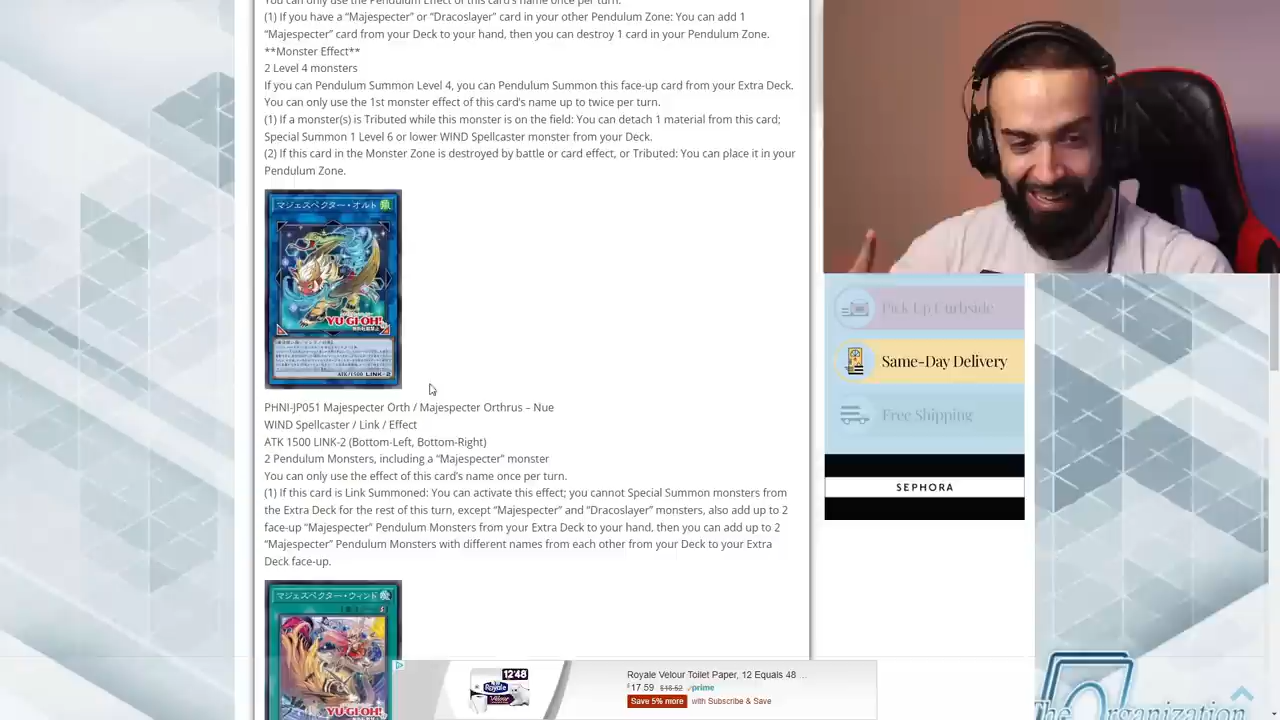 You can only use the Pendulum Effect of this card's name once per turn.
(1) If you have a “Majespecter” or “Dracoslayer” card in your other Pendulum Zone: You can add 1
“Majespecter” card from your Deck to your hand, then you can destroy 1 card in your Pendulum Zone.
**Monster Effect**
2 Level 4 monsters
If you can Pendulum Summon Level 4, you can Pendulum Summon this face-up card from your Extra Deck.
You can only use the 1st monster effect of this card's name up to twice per turn.
(1) If a monster(s) is Tributed while this monster is on the field: You can detach 1 material from this card;
Special Summon 1 Level 6 or lower WIND Spellcaster monster from your Deck.
(2) If this card in the Monster Zone is destroyed by battle or card effect, or Tributed: You can place it in your
Pendulum Zone.
マジェスペクター・オルト
YU-GI-OH!
ATK/1500 LINK-2
PHNI-JP051 Majespecter Orth / Majespecter Orthrus – Nue
WIND Spellcaster / Link / Effect
ATK 1500 LINK-2 (Bottom-Left, Bottom-Right)
2 Pendulum Monsters, including a “Majespecter” monster
You can only use the effect of this card's name once per turn.
(1) If this card is Link Summoned: You can activate this effect; you cannot Special Summon monsters from
the Extra Deck for the rest of this turn, except “Majespecter” and “Dracoslayer” monsters, also add up to 2
face-up “Majespecter” Pendulum Monsters from your Extra Deck to your hand, then you can add up to 2
“Majespecter” Pendulum Monsters with different names from each other from your Deck to your Extra
Deck face-up.
マジェスペクター・ウィンド
YU-GI-OH!
Pick Up Curbside
Same-Day Delivery
Free Shipping
SEPHORA
12=48
Royale
Velour
Royale Velour Toilet Paper, 12 Equals 48 ...
$17.59 $18.52 prime
Save 5% more with Subscribe & Save
The Organization